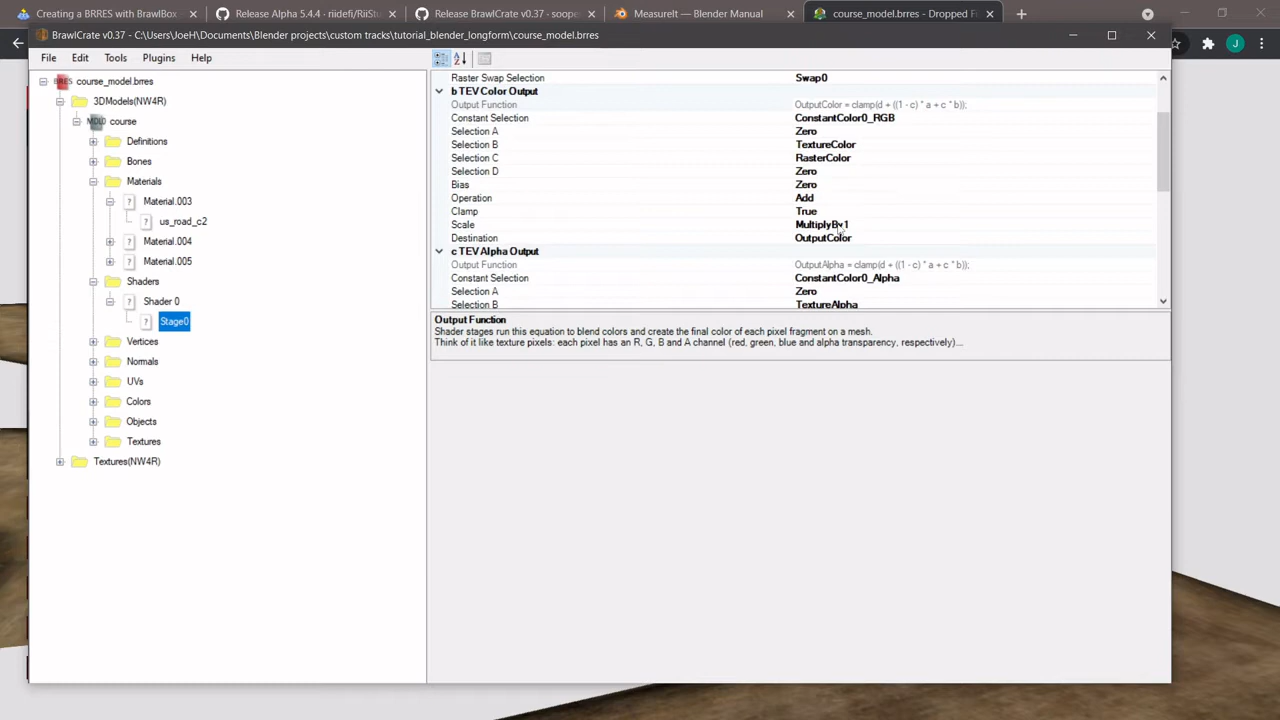 Creating a BRRES with BrawlBox
Release Alpha 5.4.4 · riidefi/RiiStu
Release BrawlCrate v0.37 · sooper
MeasureIt — Blender Manual
course_model.brres - Dropped Fi
BrawlCrate v0.37 - C:\Users\JoeH\Documents\Blender projects\custom tracks\tutorial_blender_longform\course_model.brres
File Edit Tools Plugins Help
J
BRES course_model.brres
3DModels(NW4R)
MDL0 course
Definitions
Bones
Materials
? Material.003
? us_road_c2
? Material.004
? Material.005
Shaders
? Shader 0
? Stage0
Vertices
Normals
UVs
Colors
Objects
Textures
Textures(NW4R)
Raster Swap Selection Swap0
b TEV Color Output
Output Function OutputColor = clamp(d + ((1 - c) * a + c * b));
Constant Selection ConstantColor0_RGB
Selection A Zero
Selection B TextureColor
Selection C RasterColor
Selection D Zero
Bias Zero
Operation Add
Clamp True
Scale MultiplyBy1
Destination OutputColor
c TEV Alpha Output
Output Function OutputAlpha = clamp(d + ((1 - c) * a + c * b));
Constant Selection ConstantColor0_Alpha
Selection A Zero
Selection B TextureAlpha
Output Function
Shader stages run this equation to blend colors and create the final color of each pixel fragment on a mesh.
Think of it like texture pixels: each pixel has an R, G, B and A channel (red, green, blue and alpha transparency, respectively)...